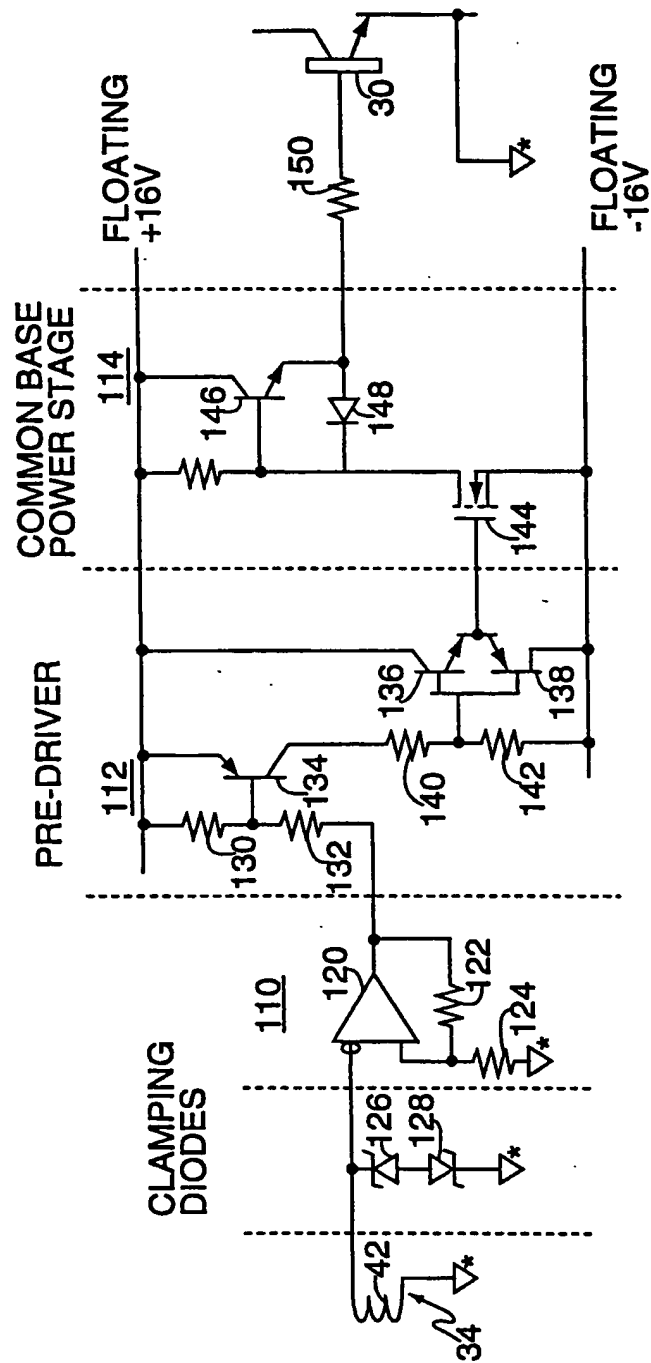 CLAMPING
DIODES
PRE-DRIVER
COMMON BASE
POWER STAGE
FLOATING
+16V
110
112
114
34
42
126
128
120
122
124
130
132
134
140
142
136
138
144
146
148
150
30
*
*
*
*
FLOATING
-16V